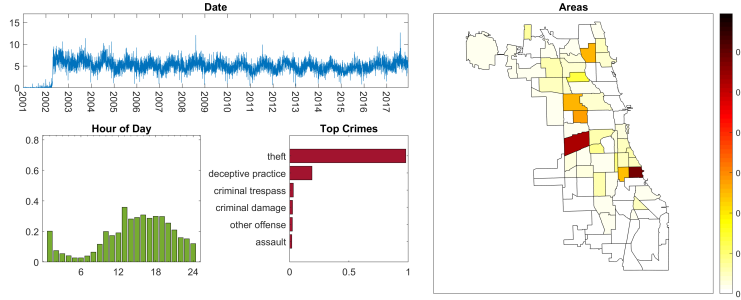 Date
15
10
5
0
2001 2002 2003 2004 2005 2006 2007 2008 2009 2010 2011 2012 2013 2014 2015 2016 2017
Hour of Day
0.8
0.6
0.4
0.2
0
6 12 18 24
Top Crimes
theft
deceptive practice
criminal trespass
criminal damage
other offense
assault
0 0.5 1
Areas
0
0
0
0
0
0
0